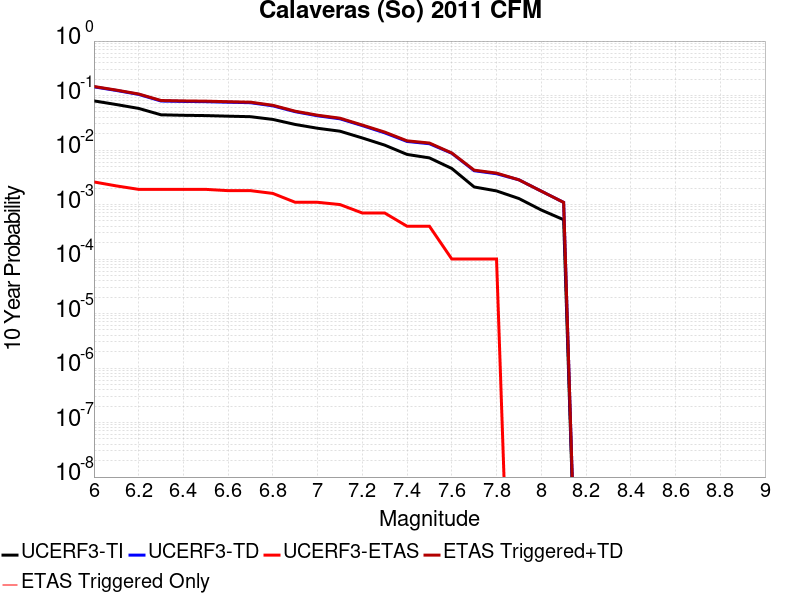 Calaveras (So) 2011 CFM
10 0
10 -1
10 -2
10 -3
10 -4
10 -5
10 -6
10 -7
10 -8
10 Year Probability
6 6.2 6.4 6.6 6.8 7 7.2 7.4 7.6 7.8 8 8.2 8.4 8.6 8.8 9
Magnitude
UCERF3-TI UCERF3-TD UCERF3-ETAS ETAS Triggered+TD
ETAS Triggered Only